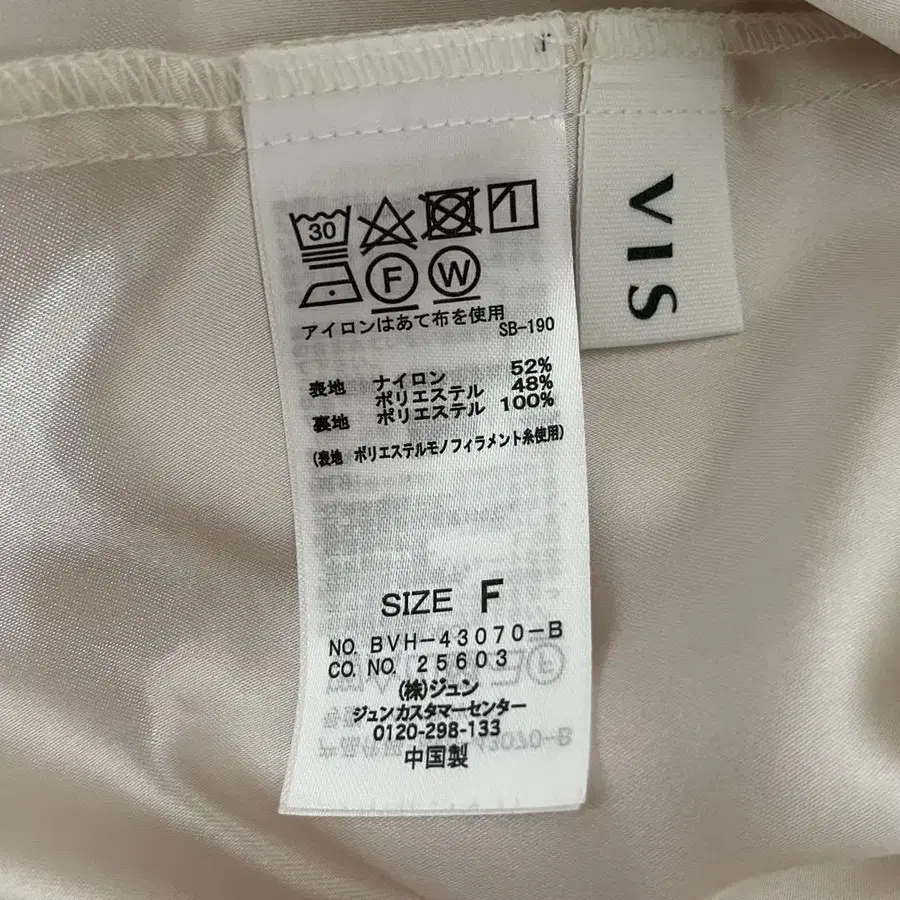 30
F W
アイロンはあて布を使用
SB-190
表地 ナイロン 52%
ポリエステル 48%
裏地 ポリエステル 100%
(表地 ポリエステルモノフィラメント糸使用)
SIZE F
NO. BVH-43070-B
CO. NO. 25603
(株)ジュン
ジュンカスタマーセンター
0120-298-133
中国製
VIS